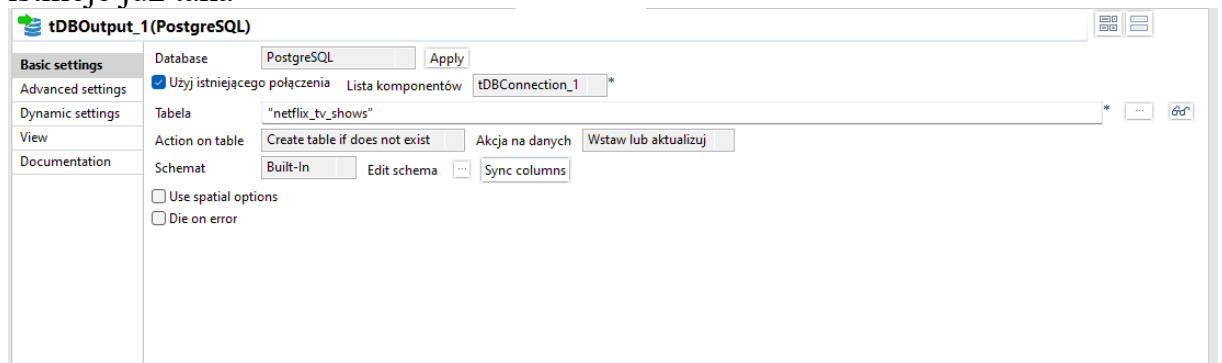 tDBOutput_1(PostgreSQL)
Basic settings
Advanced settings
Dynamic settings
View
Documentation
Database PostgreSQL Apply
Użyj istniejącego połączenia Lista komponentów tDBConnection_1 *
Tabela "netflix_tv_shows" * ...
Action on table Create table if does not exist Akcja na danych Wstaw lub aktualizuj
Schemat Built-In Edit schema ... Sync columns
Use spatial options
Die on error